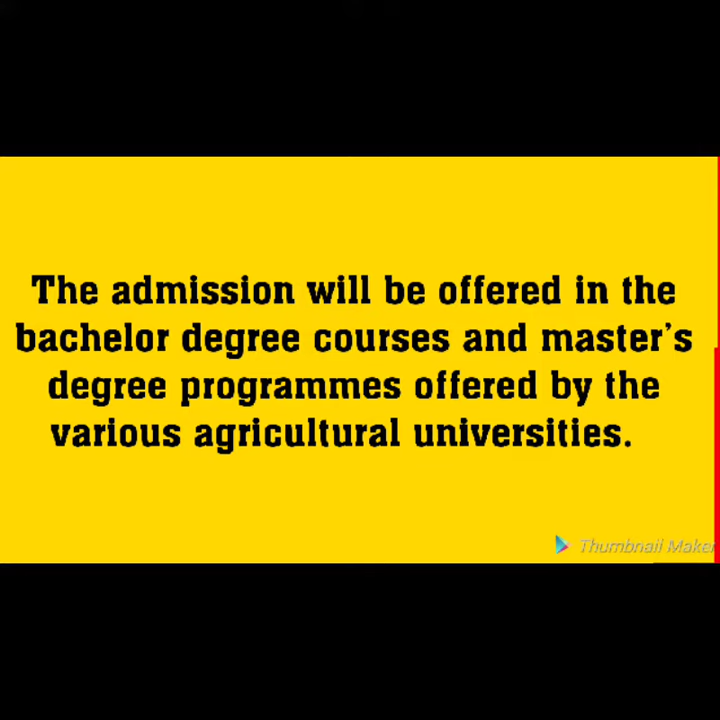 The admission will be offered in the
bachelor degree courses and master's
degree programmes offered by the
various agricultural universities.
Thumbnail Maker